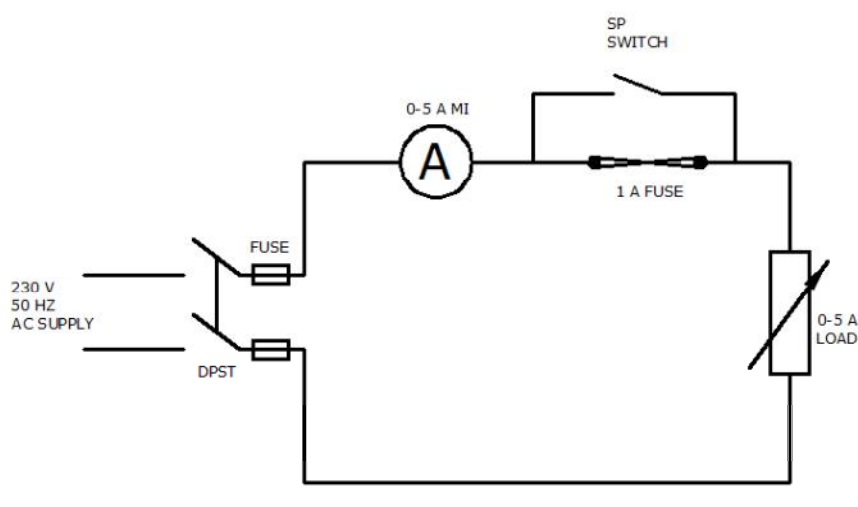 SP
SWITCH
0-5 A MI
A
1 A FUSE
FUSE
230 V
50 HZ
AC SUPPLY
0-5 A
LOAD
DPST